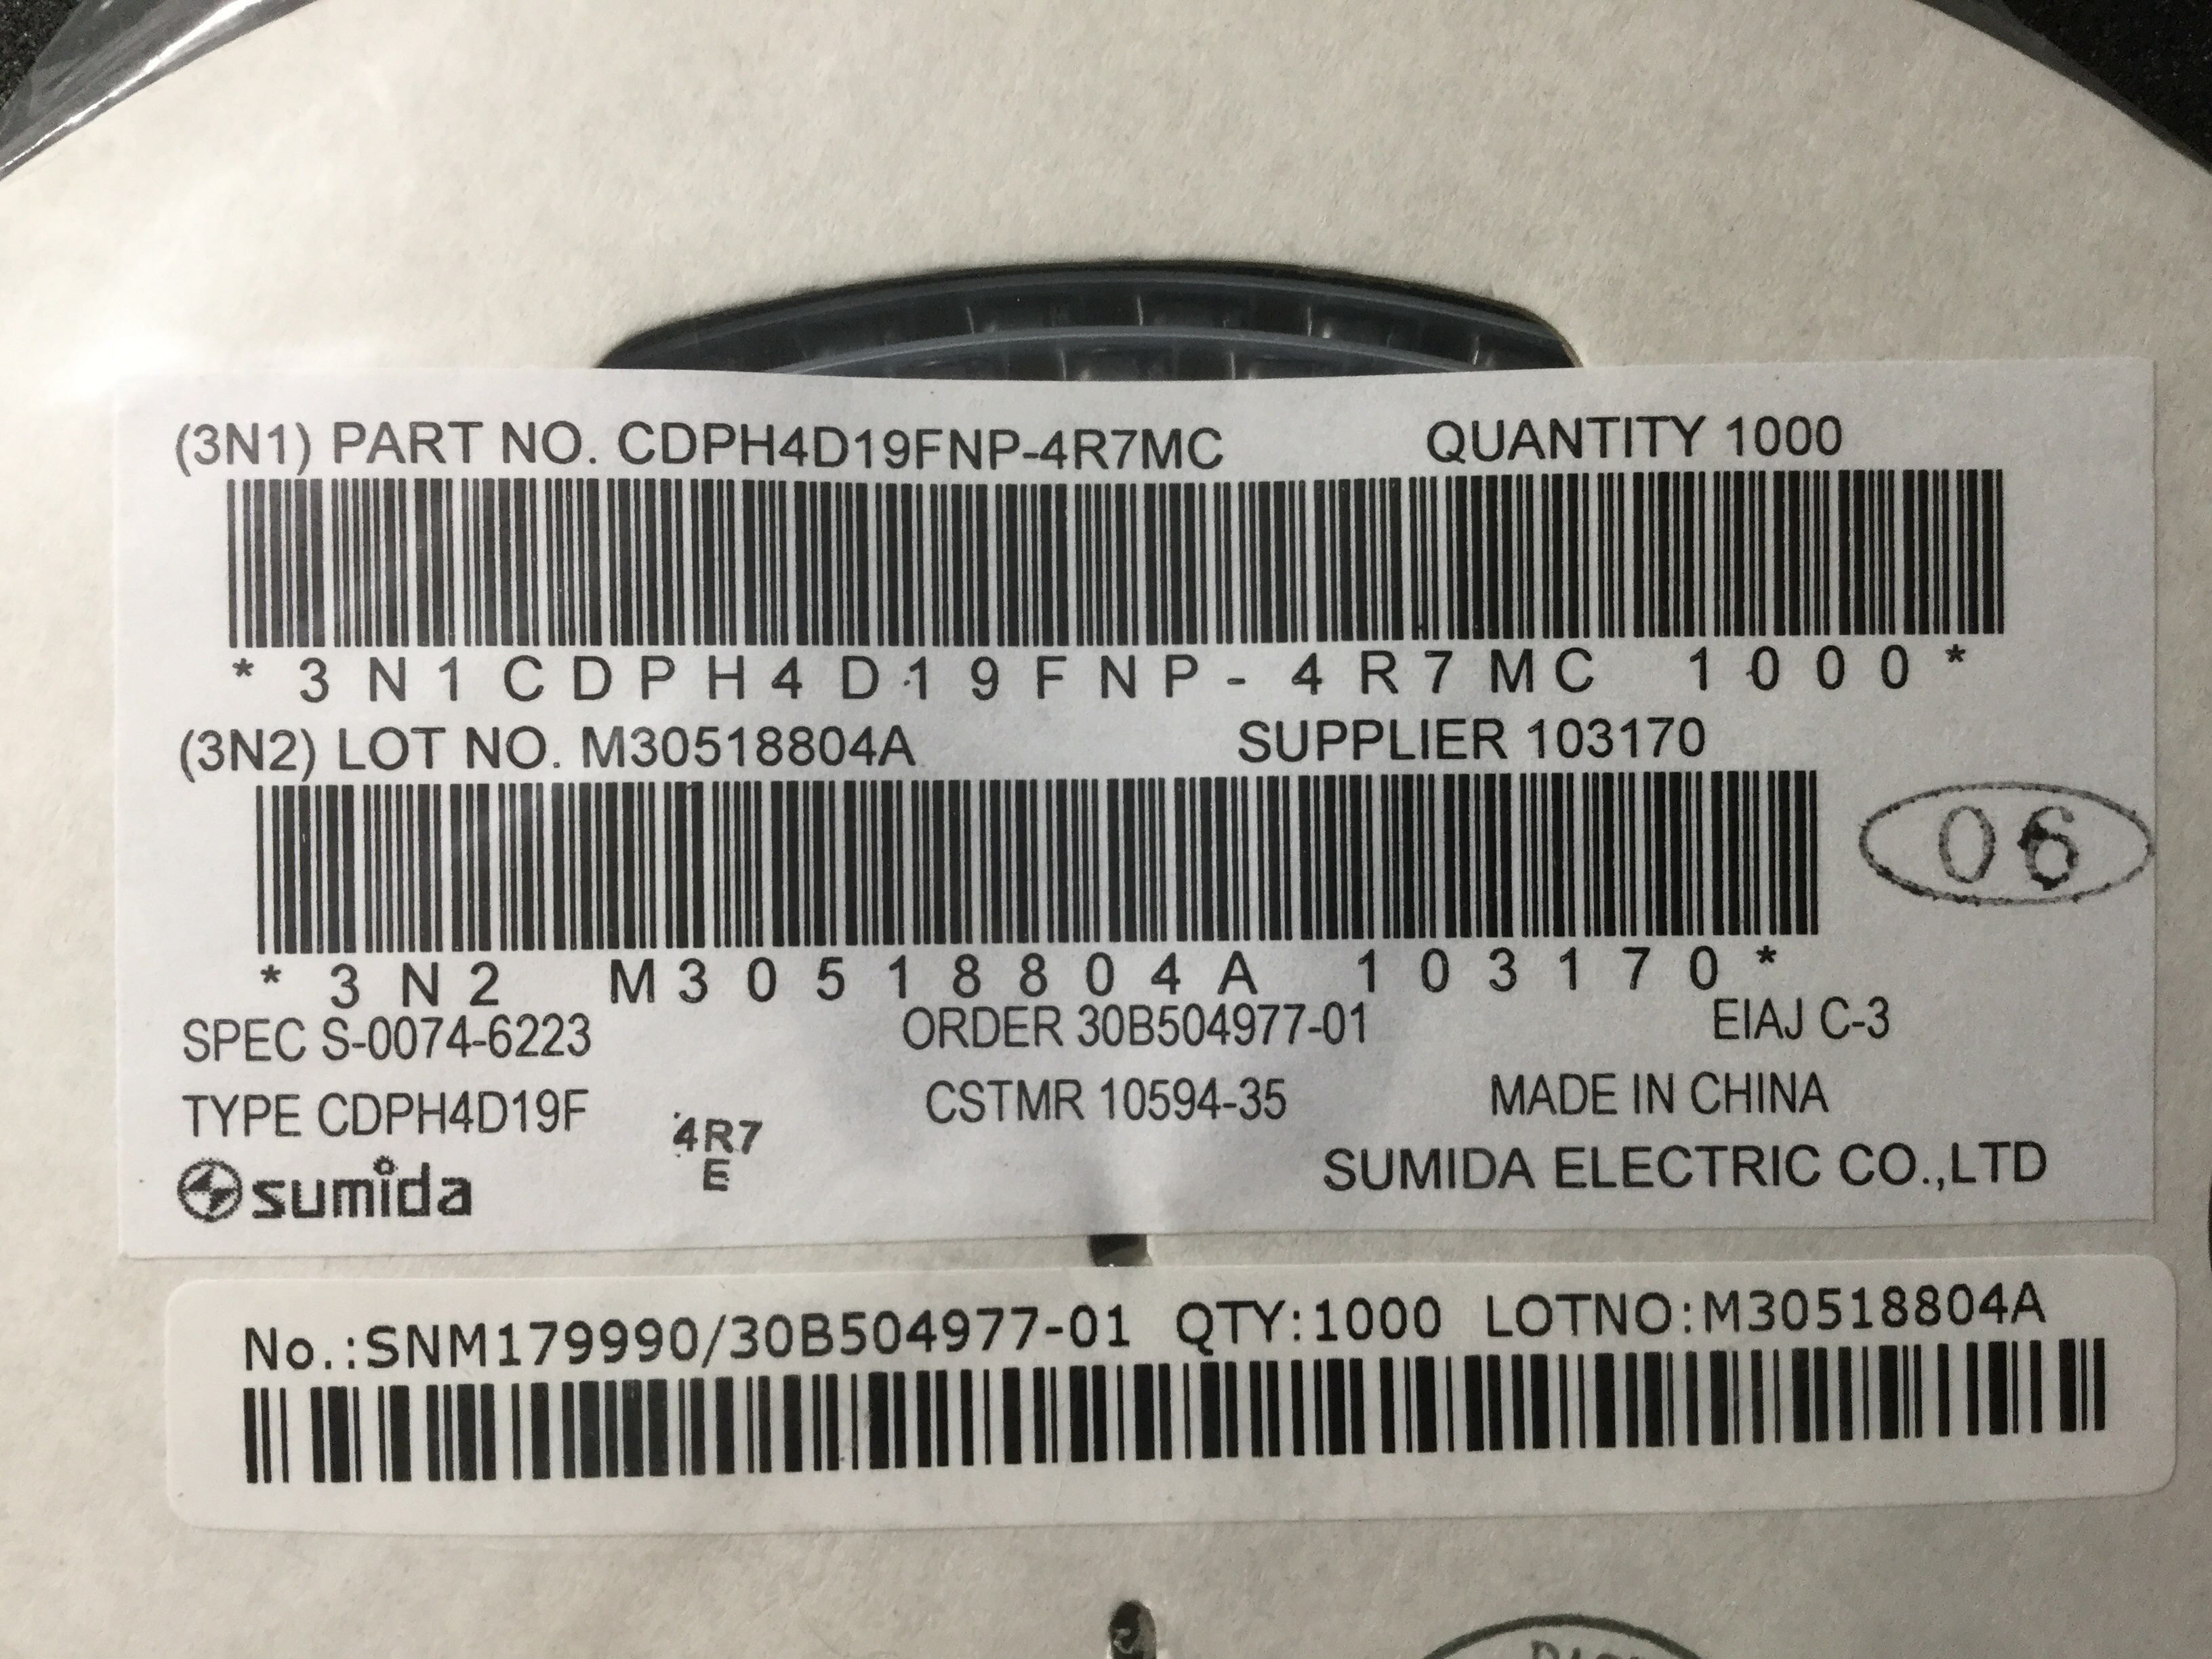 (3N1) PART NO. CDPH4D19FNP-4R7MC QUANTITY 1000
*3N1CDPH4D19FNP-4R7MC 1000*
(3N2) LOT NO. M30518804A SUPPLIER 103170
06
*3N2 M30518804A 103170*
SPEC S-0074-6223 ORDER 30B504977-01 EIAJ C-3
TYPE CDPH4D19F CSTMR 10594-35 MADE IN CHINA
4R7
E
sumida SUMIDA ELECTRIC CO.,LTD
No.:SNM179990/30B504977-01 QTY:1000 LOTNO:M30518804A